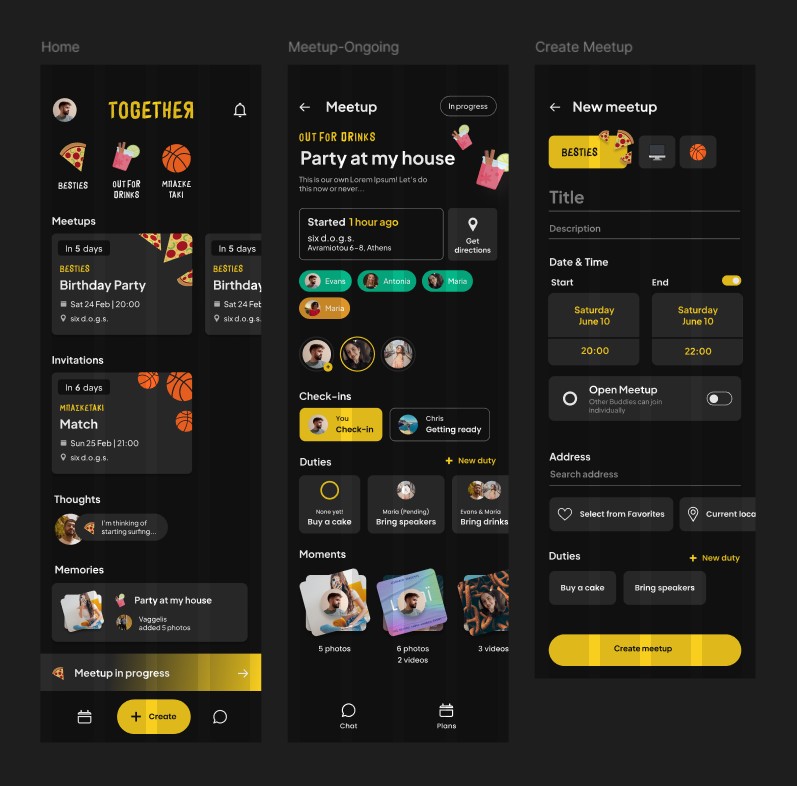 Home
TOGETHEЯ
BESTIES
OUT FOR
DRINKS
ΜΠΑΣΚΕ
ΤΑΚΙ
Meetups
In 5 days
BESTIES
Birthday Party
Sat 24 Feb | 20:00
six d.o.g.s.
In 5 days
BESTIES
Birthday
Sat 24 Feb
six d.o.g.s.
Invitations
In 6 days
ΜΠΑΣΚΕΤΑΚΙ
Match
Sun 25 Feb | 21:00
six d.o.g.s.
Thoughts
I'm thinking of
starting surfing...
Memories
Party at my house
Vaggelis
added 5 photos
Meetup in progress
Create
Meetup-Ongoing
Meetup
In progress
OUT FOR DRINKS
Party at my house
This is our own Lorem Ipsum! Let's do
this now or never...
Started 1 hour ago
six d.o.g.s.
Avramiotou 6-8, Athens
Get
directions
Evans
Antonia
Maria
Maria
Check-ins
You
Check-in
Chris
Getting ready
Duties
+ New duty
None yet!
Buy a cake
Maria (Pending)
Bring speakers
Evans & Maria
Bring drinks
Moments
5 photos
6 photos
2 videos
3 videos
Chat
Plans
Create Meetup
New meetup
BESTIES
Title
Description
Date & Time
Start
End
Saturday
June 10
20:00
Saturday
June 10
22:00
Open Meetup
Other Buddies can join
individually
Address
Search address
Select from Favorites
Current loca
Duties
+ New duty
Buy a cake
Bring speakers
Create meetup